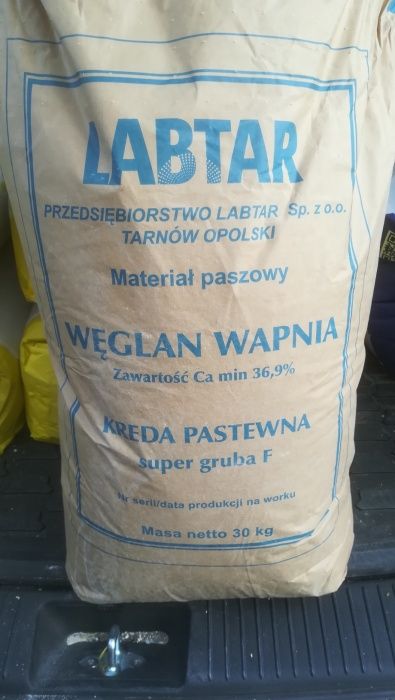 LABTAR
PRZEDSIĘBIORSTWO LABTAR Sp. z o.o.
TARNÓW OPOLSKI
Materiał paszowy
WĘGLAN WAPNIA
Zawartość Ca min 36,9%
KREDA PASTEWNA
super gruba F
Nr serii/data produkcji na worku
Masa netto 30 kg